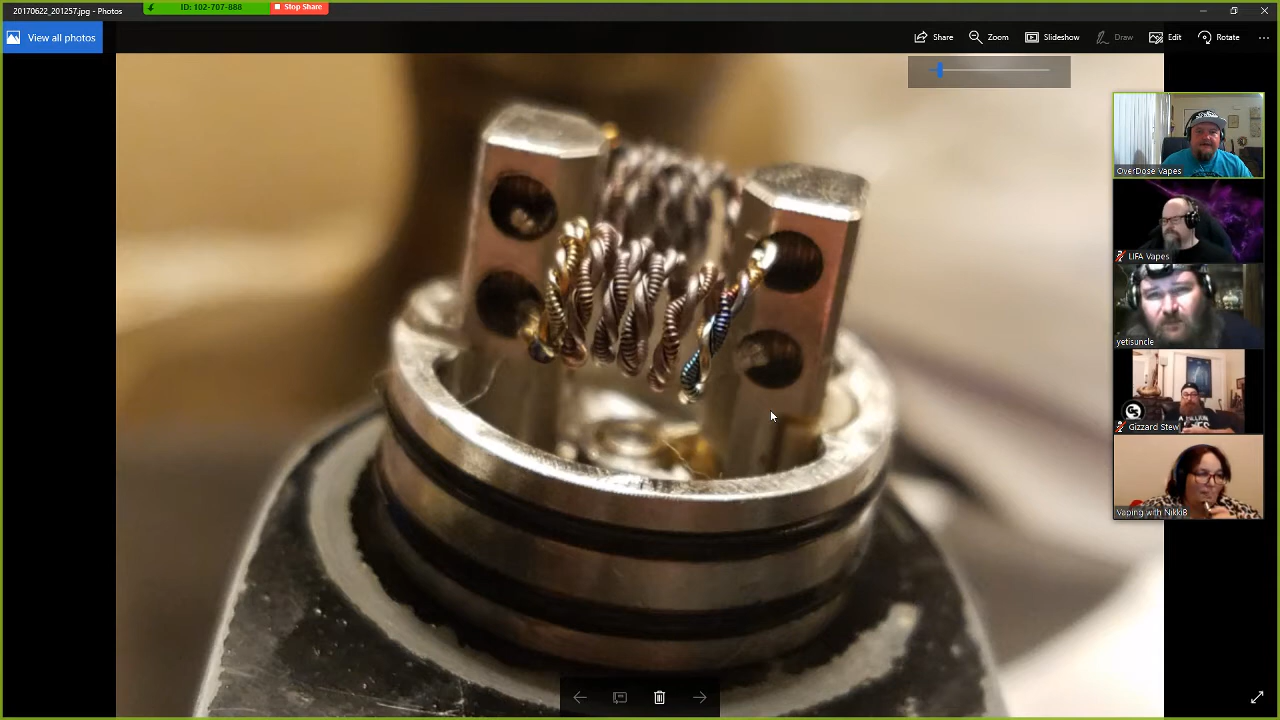 20170622_201257.jpg - Photos
ID: 102-707-888
Stop Share
View all photos
Share
Zoom
Slideshow
Draw
Edit
Rotate
OverDose Vapes
LIFA Vapes
yetisuncle
Gizzard Stew
Vaping with NikkiB